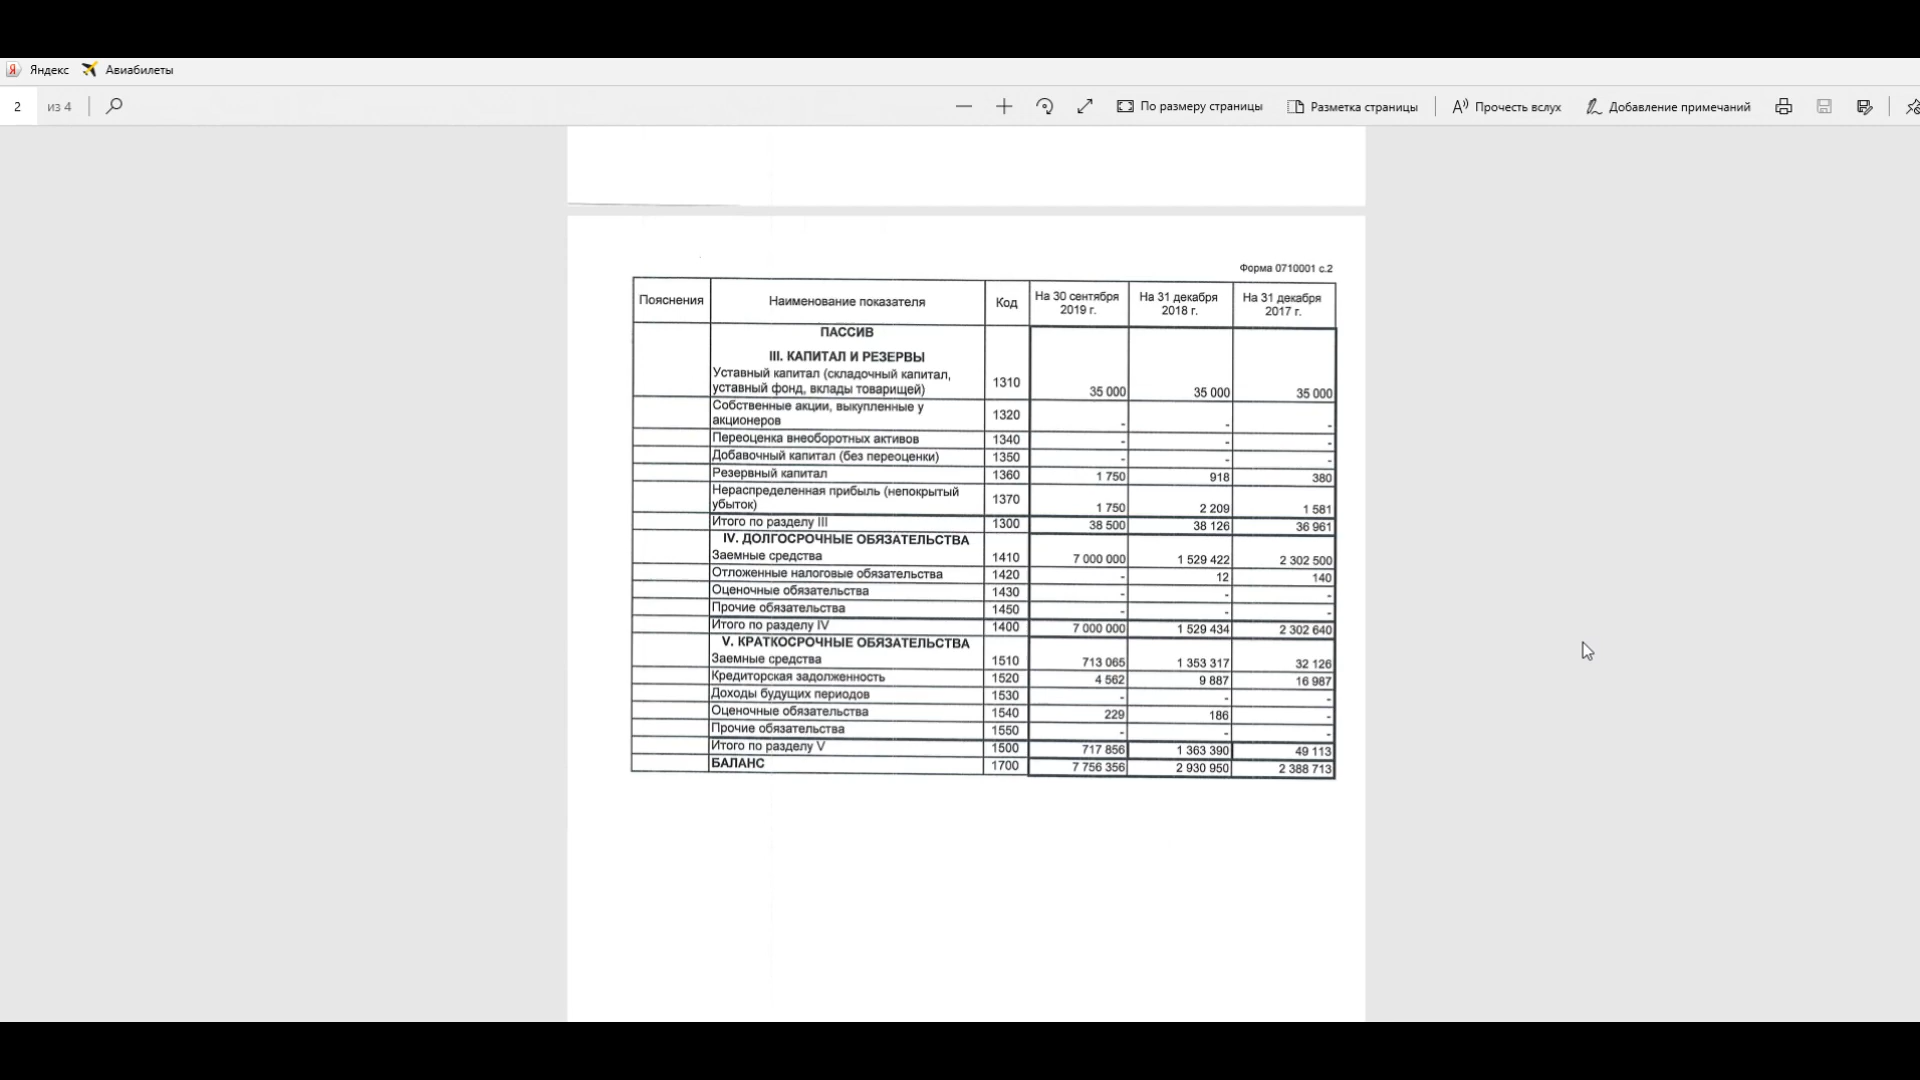 Яндекс Авиабилеты
2 из 4 По размеру страницы Разметка страницы Прочесть вслух Добавление примечаний
Форма 0710001 с.2
Пояснения Наименование показателя Код На 30 сентября 2019 г. На 31 декабря 2018 г. На 31 декабря 2017 г.
ПАССИВ
III. КАПИТАЛ И РЕЗЕРВЫ
Уставный капитал (складочный капитал,
уставный фонд, вклады товарищей) 1310 35 000 35 000 35 000
Собственные акции, выкупленные у
акционеров 1320 - - -
Переоценка внеоборотных активов 1340 - - -
Добавочный капитал (без переоценки) 1350 - - -
Резервный капитал 1360 1 750 918 380
Нераспределенная прибыль (непокрытый
убыток) 1370 1 750 2 209 1 581
Итого по разделу III 1300 38 500 38 126 36 961
IV. ДОЛГОСРОЧНЫЕ ОБЯЗАТЕЛЬСТВА
Заемные средства 1410 7 000 000 1 529 422 2 302 500
Отложенные налоговые обязательства 1420 - 12 140
Оценочные обязательства 1430 - - -
Прочие обязательства 1450 - - -
Итого по разделу IV 1400 7 000 000 1 529 434 2 302 640
V. КРАТКОСРОЧНЫЕ ОБЯЗАТЕЛЬСТВА
Заемные средства 1510 713 065 1 353 317 32 126
Кредиторская задолженность 1520 4 562 9 887 16 987
Доходы будущих периодов 1530 - - -
Оценочные обязательства 1540 229 186 -
Прочие обязательства 1550 - - -
Итого по разделу V 1500 717 856 1 363 390 49 113
БАЛАНС 1700 7 756 356 2 930 950 2 388 713